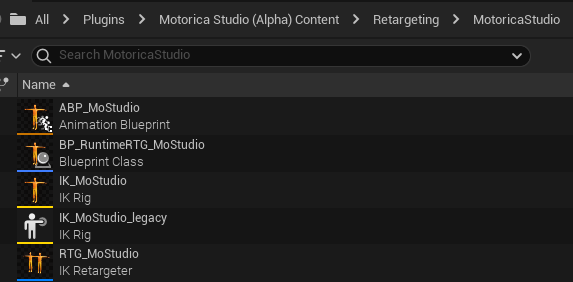 All > Plugins > Motorica Studio (Alpha) Content > Retargeting > MotoricaStudio
Search MotoricaStudio
Name
ABP_MoStudio
Animation Blueprint
BP_RuntimeRTG_MoStudio
Blueprint Class
IK_MoStudio
IK Rig
IK_MoStudio_legacy
IK Rig
RTG_MoStudio
IK Retargeter